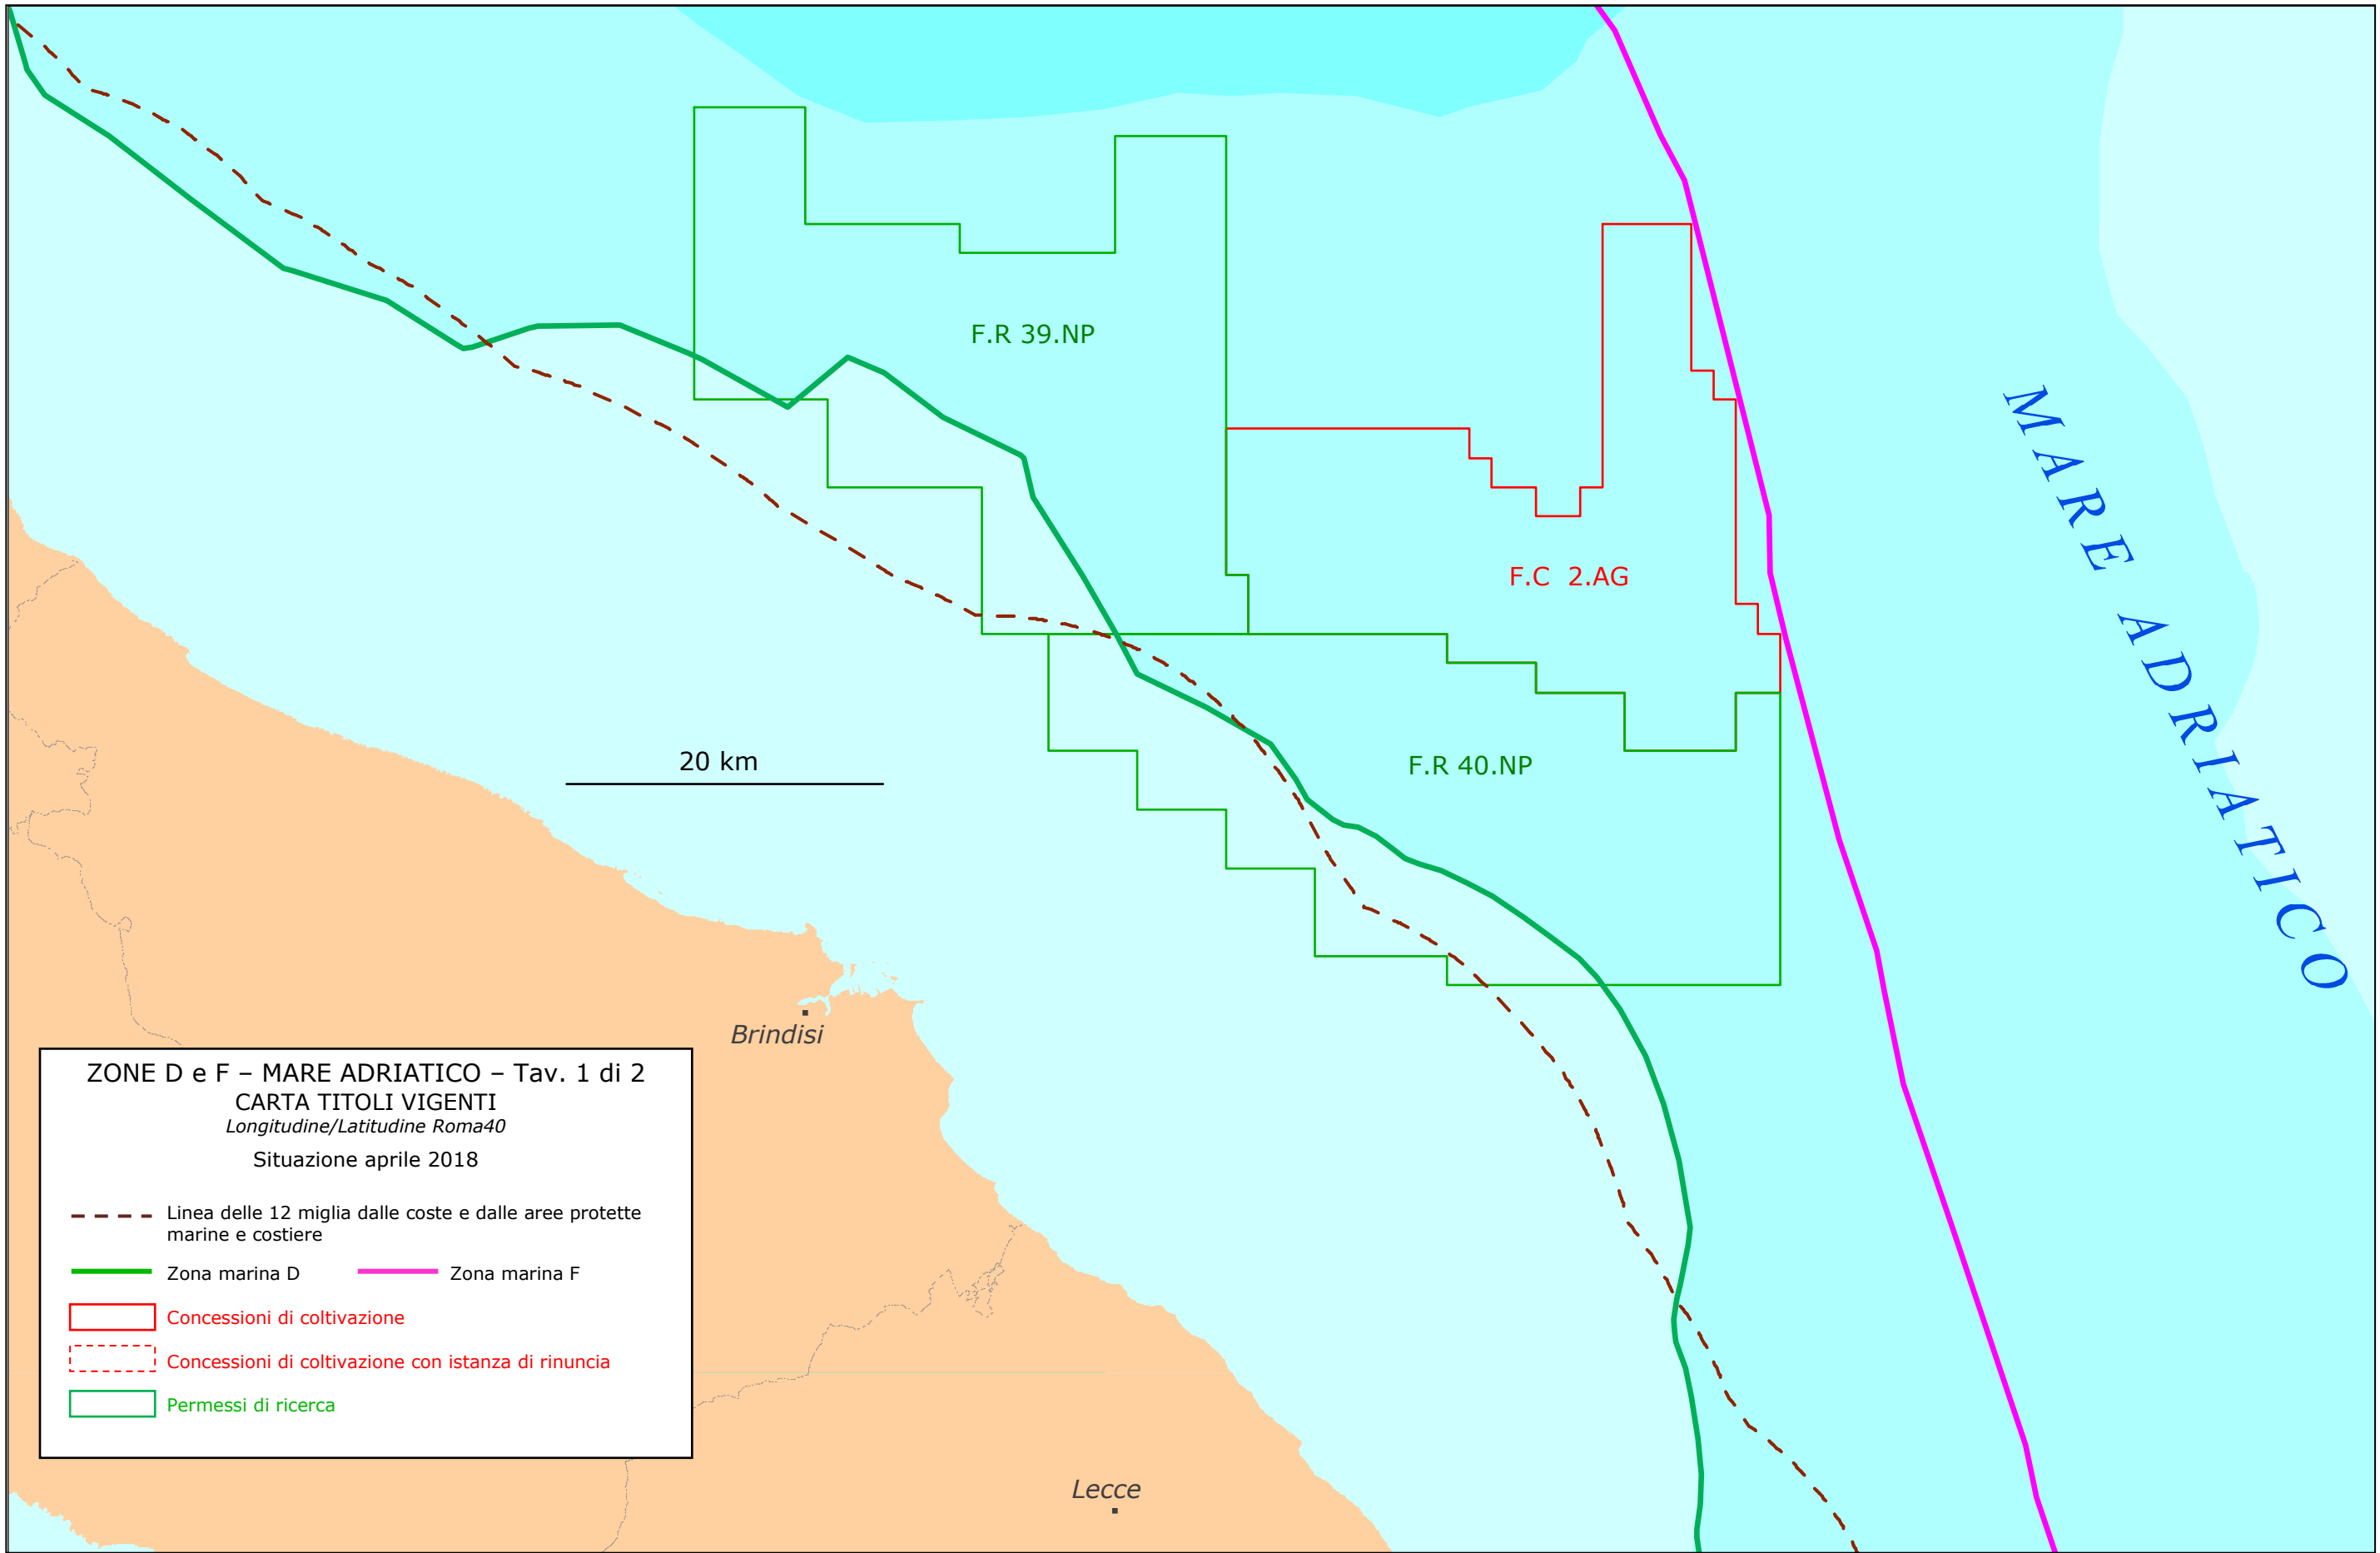 F.R 39.NP
MARE ADRIATICO
F.C 2.AG
20 km
F.R 40.NP
Brindisi
ZONE D e F – MARE ADRIATICO – Tav. 1 di 2
CARTA TITOLI VIGENTI
Longitudine/Latitudine Roma40
Situazione aprile 2018
Linea delle 12 miglia dalle coste e dalle aree protette
marine e costiere
Zona marina D
Zona marina F
Concessioni di coltivazione
Concessioni di coltivazione con istanza di rinuncia
Permessi di ricerca
Lecce